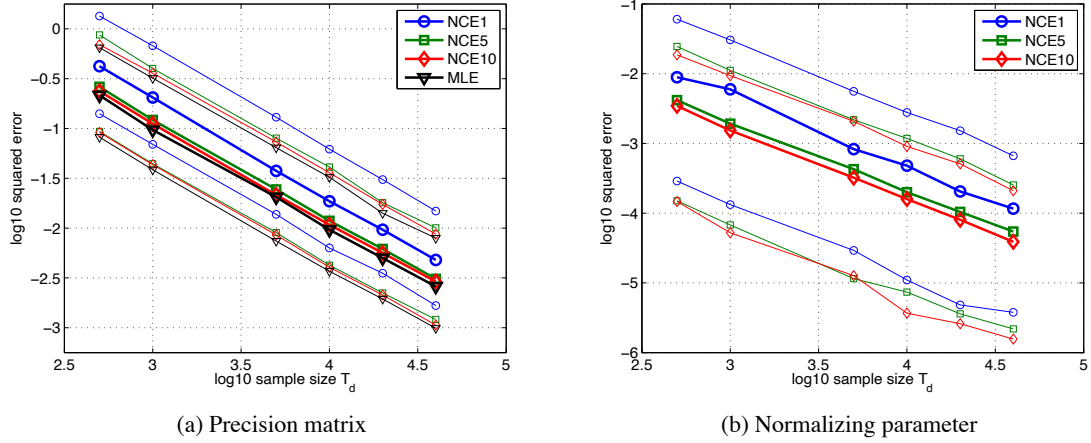 NCE1
NCE5
NCE10
MLE
0
−0.5
−1
−1.5
−2
−2.5
−3
log10 squared error
2.5 3 3.5 4 4.5 5
log10 sample size T_d
(a) Precision matrix
NCE1
NCE5
NCE10
−1
−2
−3
−4
−5
−6
log10 squared error
2.5 3 3.5 4 4.5 5
log10 sample size T_d
(b) Normalizing parameter